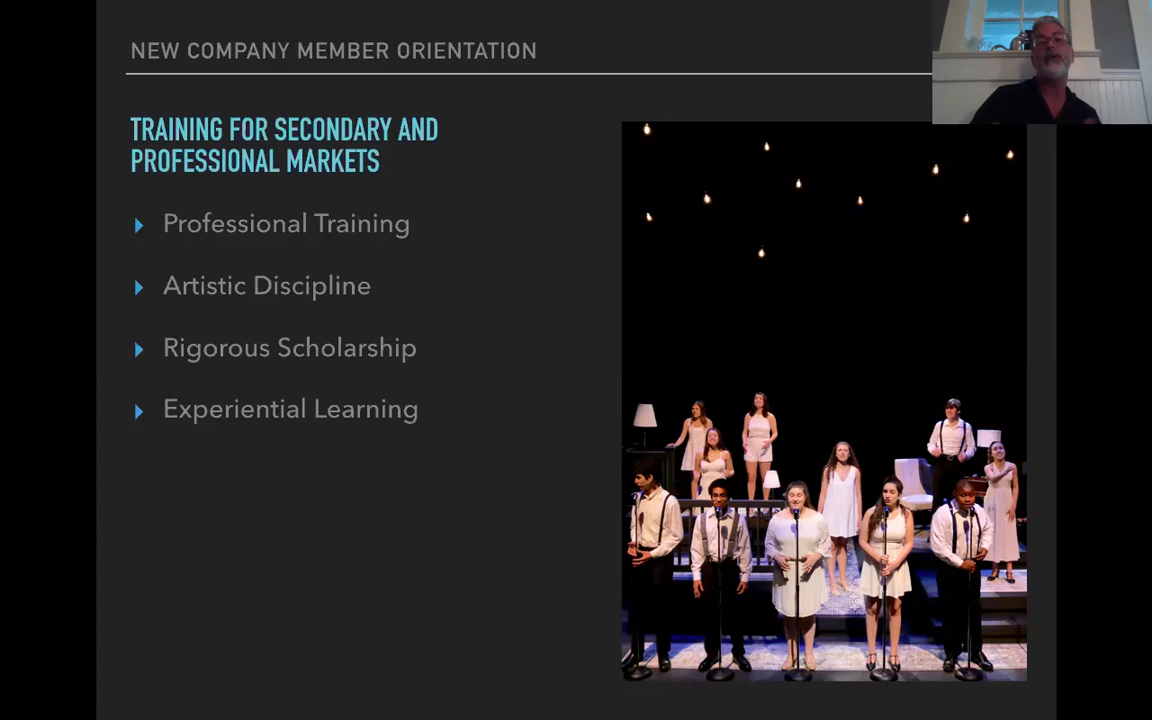 NEW COMPANY MEMBER ORIENTATION
TRAINING FOR SECONDARY AND
PROFESSIONAL MARKETS
Professional Training
Artistic Discipline
Rigorous Scholarship
Experiential Learning